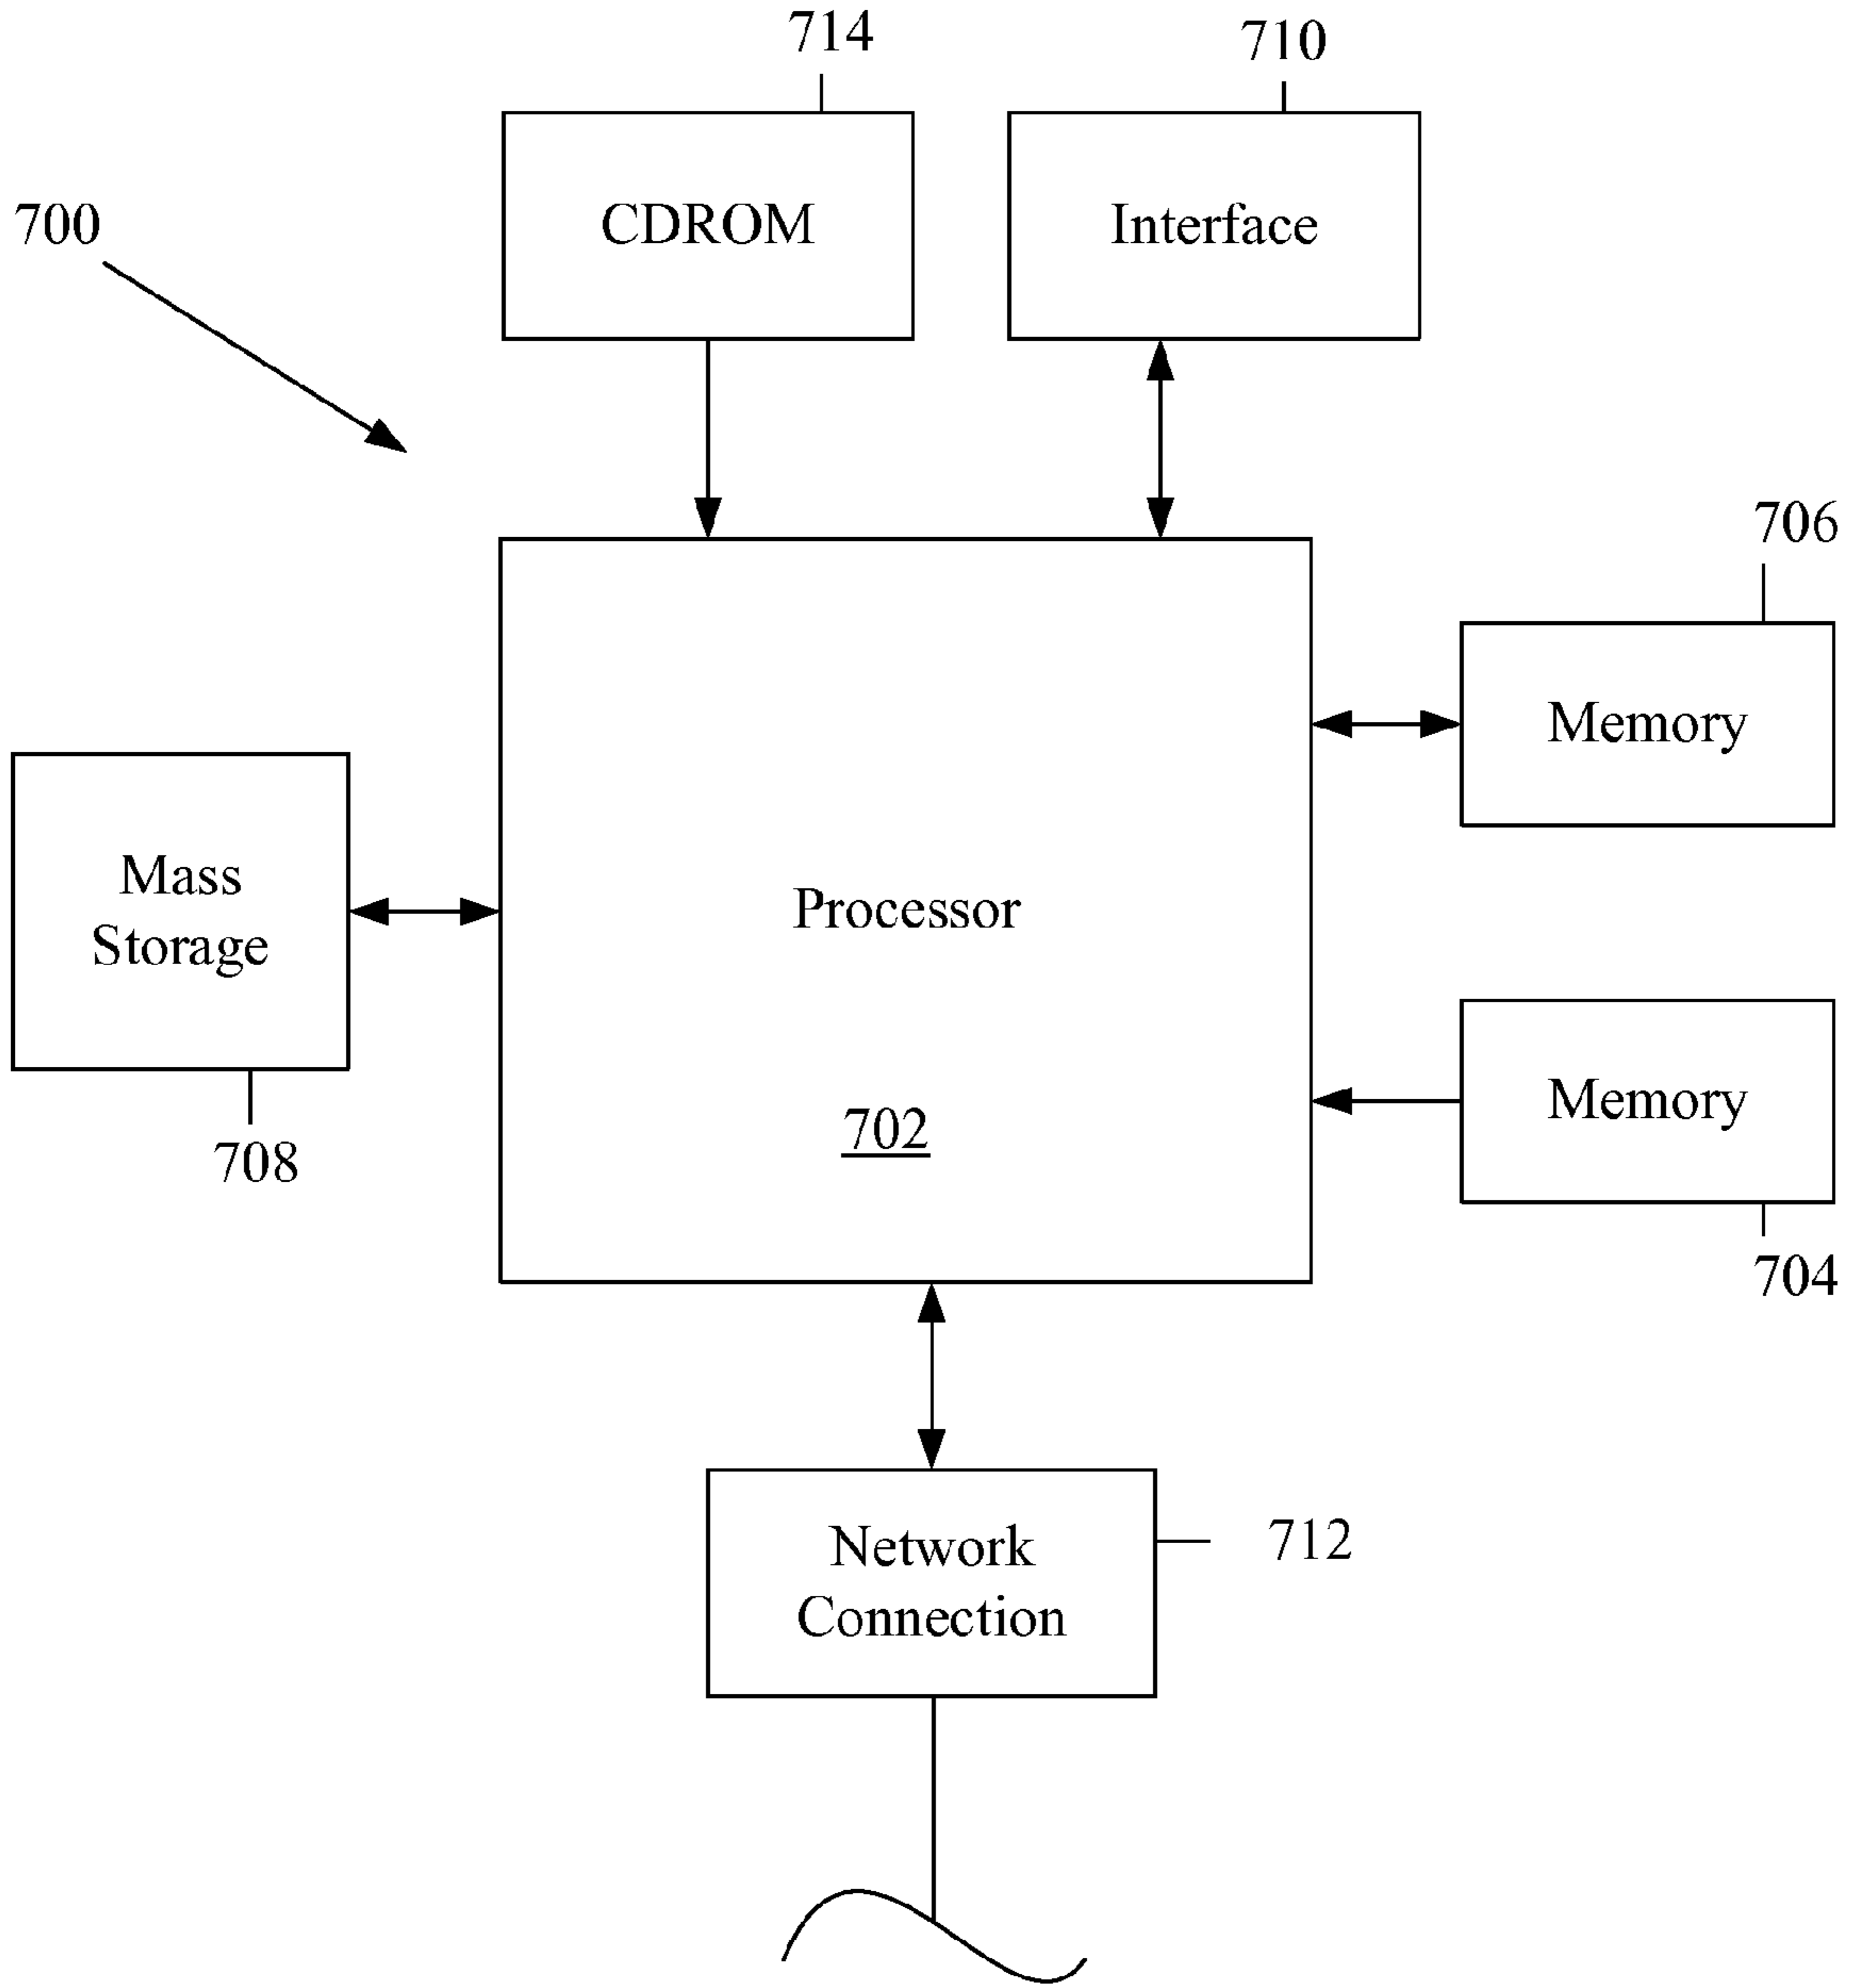 714
710
700
CDROM
Interface
706
Memory
Mass
Storage
Processor
Memory
702
708
704
Network
Connection
712